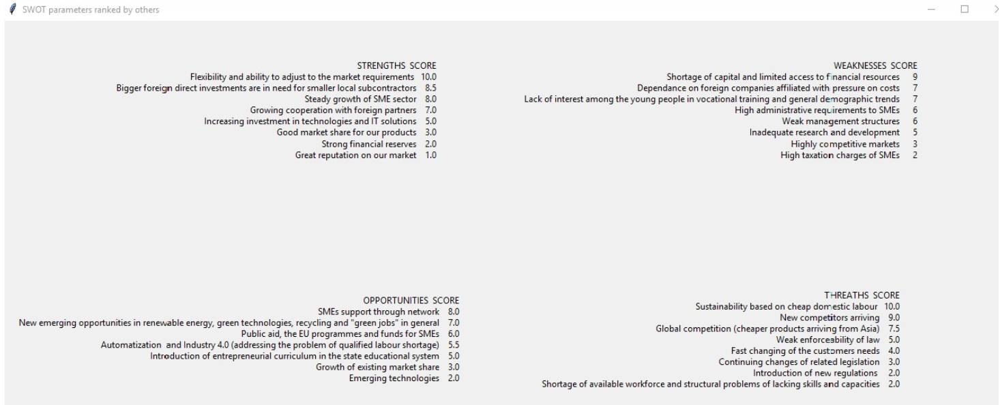 SWOT parameters ranked by others
STRENGTHS SCORE
Flexibility and ability to adjust to the market requirements 10.0
Bigger foreign direct investments are in need for smaller local subcontractors 8.5
Steady growth of SME sector 8.0
Growing cooperation with foreign partners 7.0
Increasing investment in technologies and IT solutions 5.0
Good market share for our products 3.0
Strong financial reserves 2.0
Great reputation on our market 1.0
WEAKNESSES SCORE
Shortage of capital and limited access to financial resources 9
Dependance on foreign companies affiliated with pressure on costs 7
Lack of interest among the young people in vocational training and general demographic trends 7
High administrative requirements to SMEs 6
Weak management structures 6
Inadequate research and development 5
Highly competitive markets 3
High taxation charges of SMEs 2
OPPORTUNITIES SCORE
SMEs support through network 8.0
New emerging opportunities in renewable energy, green technologies, recycling and "green jobs" in general 7.0
Public aid, the EU programmes and funds for SMEs 6.0
Automatization and Industry 4.0 (addressing the problem of qualified labour shortage) 5.5
Introduction of entrepreneurial curriculum in the state educational system 5.0
Growth of existing market share 3.0
Emerging technologies 2.0
THREATHS SCORE
Sustainability based on cheap domestic labour 10.0
New competitors arriving 9.0
Global competition (cheaper products arriving from Asia) 7.5
Weak enforceability of law 5.0
Fast changing of the customers needs 4.0
Continuing changes of related legislation 3.0
Introduction of new regulations 2.0
Shortage of available workforce and structural problems of lacking skills and capacities 2.0